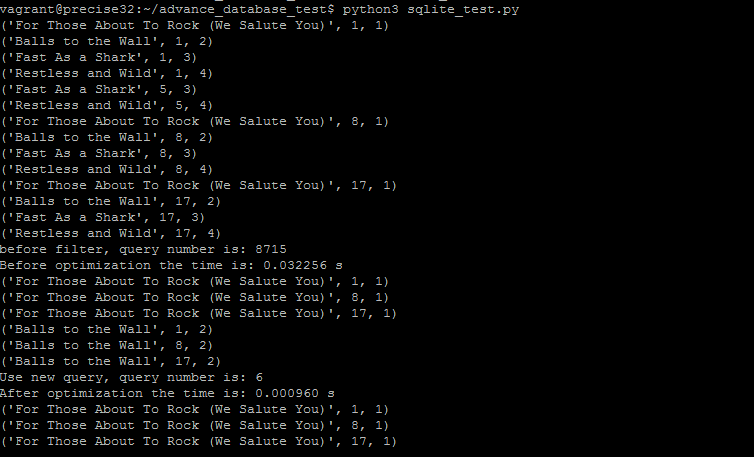 vagrant@precise32:~/advance_database_test$ python3 sqlite_test.py
('For Those About To Rock (We Salute You)', 1, 1)
('Balls to the Wall', 1, 2)
('Fast As a Shark', 1, 3)
('Restless and Wild', 1, 4)
('Fast As a Shark', 5, 3)
('Restless and Wild', 5, 4)
('For Those About To Rock (We Salute You)', 8, 1)
('Balls to the Wall', 8, 2)
('Fast As a Shark', 8, 3)
('Restless and Wild', 8, 4)
('For Those About To Rock (We Salute You)', 17, 1)
('Balls to the Wall', 17, 2)
('Fast As a Shark', 17, 3)
('Restless and Wild', 17, 4)
before filter, query number is: 8715
Before optimization the time is: 0.032256 s
('For Those About To Rock (We Salute You)', 1, 1)
('For Those About To Rock (We Salute You)', 8, 1)
('For Those About To Rock (We Salute You)', 17, 1)
('Balls to the Wall', 1, 2)
('Balls to the Wall', 8, 2)
('Balls to the Wall', 17, 2)
Use new query, query number is: 6
After optimization the time is: 0.000960 s
('For Those About To Rock (We Salute You)', 1, 1)
('For Those About To Rock (We Salute You)', 8, 1)
('For Those About To Rock (We Salute You)', 17, 1)